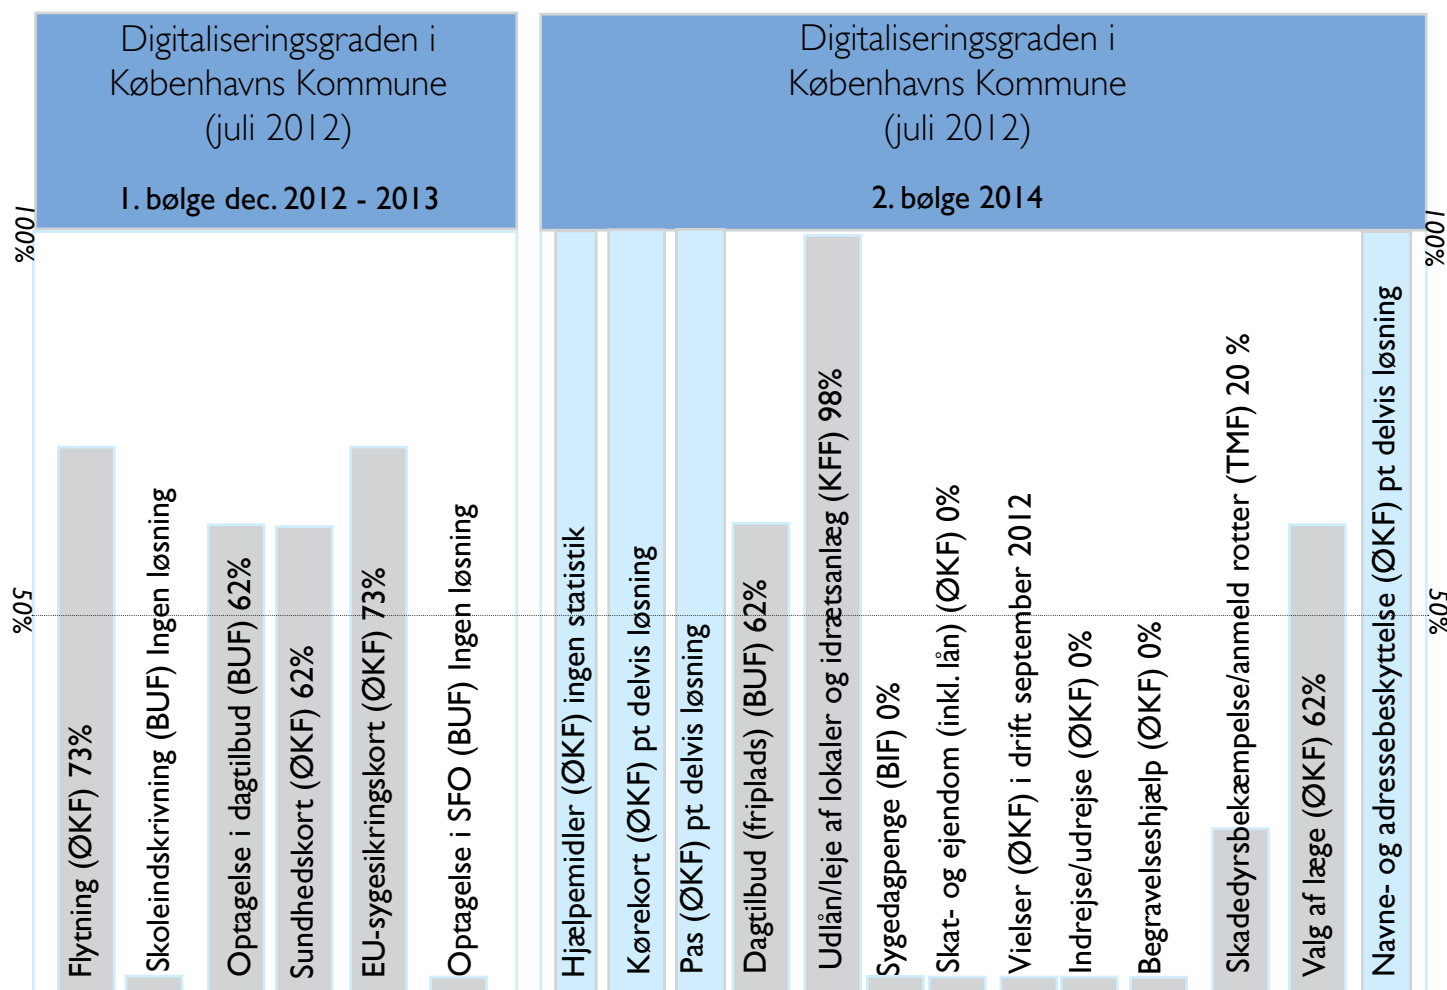 Digitaliseringsgraden i
Københavns Kommune
(juli 2012)
1. bølge dec. 2012 - 2013
Digitaliseringsgraden i
Københavns Kommune
(juli 2012)
2. bølge 2014
100%
50%
Flytning (ØKF) 73%
Skoleindskrivning (BUF) Ingen løsning
Optagelse i dagtilbud (BUF) 62%
Sundhedskort (ØKF) 62%
EU-sygesikringskort (ØKF) 73%
Optagelse i SFO (BUF) Ingen løsning
Hjælpemidler (ØKF) ingen statistik
Kørekort (ØKF) pt delvis løsning
Pas (ØKF) pt delvis løsning
Dagtilbud (friplads) (BUF) 62%
Udlån/leje af lokaler og idrætsanlæg (KFF) 98%
Sygedagpenge (BIF) 0%
Skat- og ejendom (inkl. lån) (ØKF) 0%
Vielser (ØKF) i drift september 2012
Indrejse/udrejse (ØKF) 0%
Begravelseshjælp (ØKF) 0%
Skadedyrsbekæmpelse/anmeld rotter (TMF) 20 %
Valg af læge (ØKF) 62%
Navne- og adressebeskyttelse (ØKF) pt delvis løsning
100%
50%